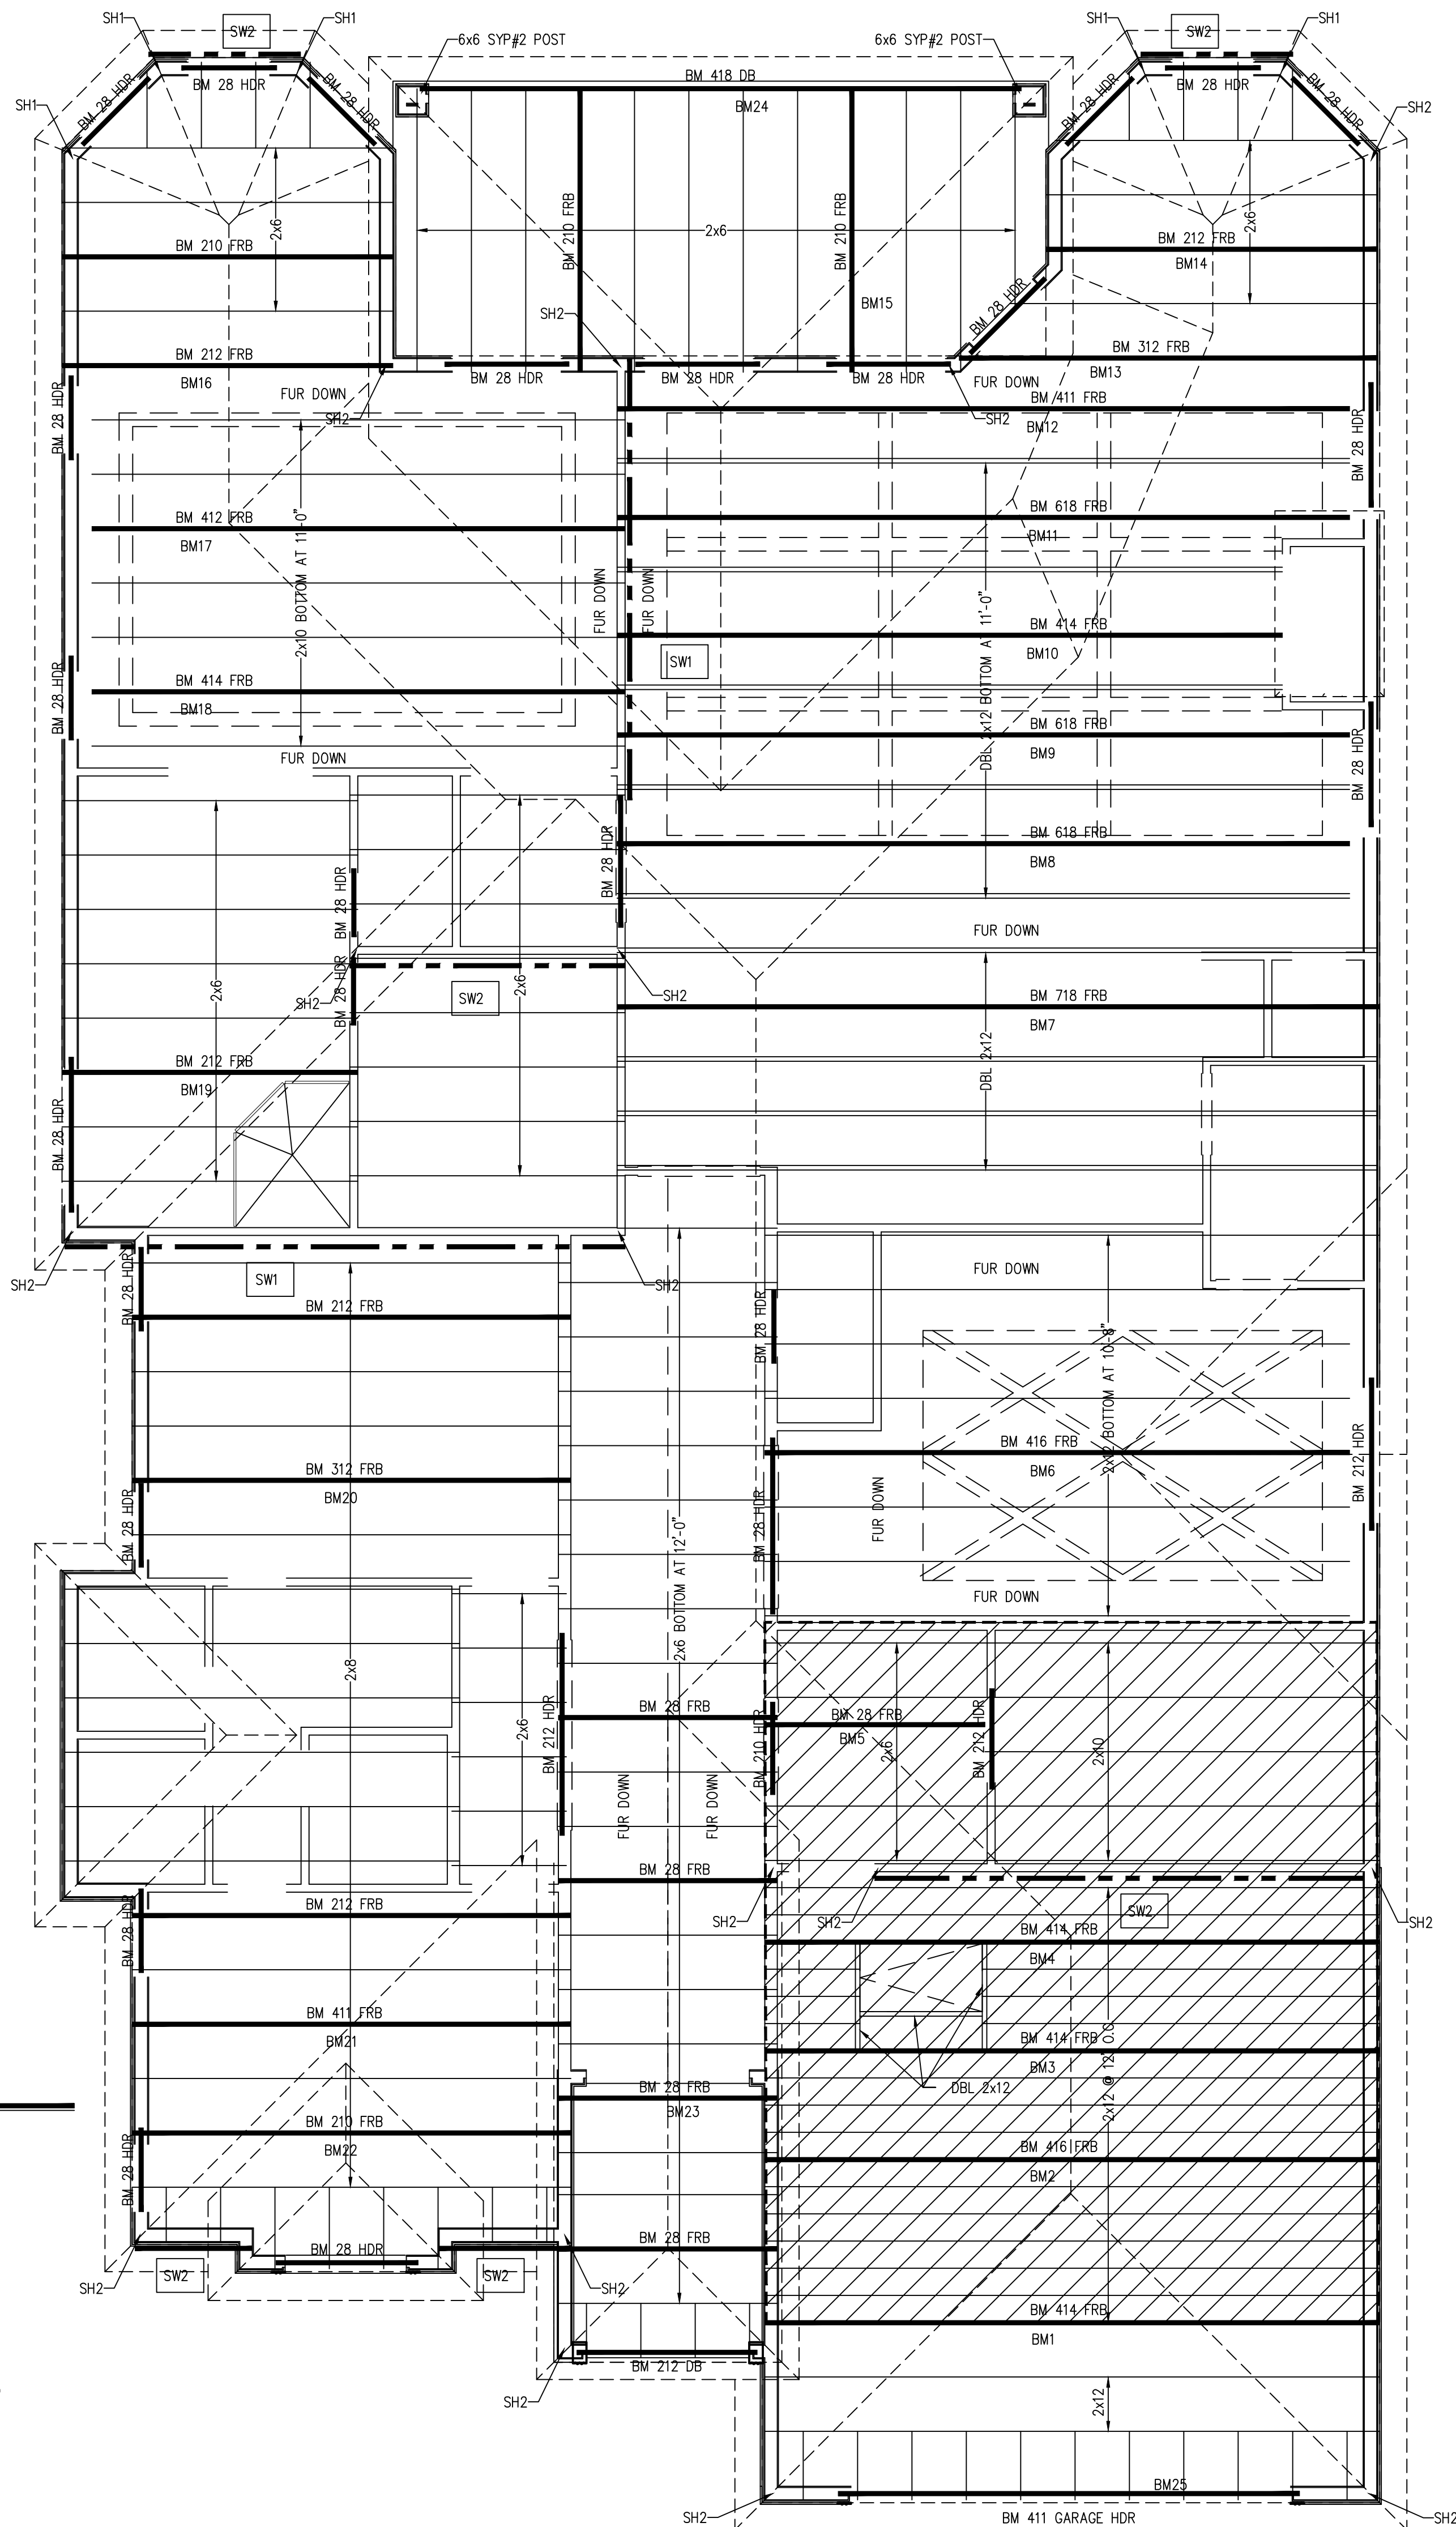 SH1
SW2
SH1
6x6 SYP#2 POST
6x6 SYP#2 POST
SH1
SW2
SH1
BM 28 HDR
BM 28 HDR
BM 28 HDR
BM 418 DB
BM24
BM 28 HDR
BM 28 HDR
BM 28 HDR
SH1
SH2
2x6
BM 210 FRB
BM 210 FRB
2x6
BM 210 FRB
BM15
BM 28 HDR
2x6
BM 212 FRB
BM14
SH2
BM 212 FRB
BM16
BM 28 HDR
BM 28 HDR
BM 28 HDR
BM 312 FRB
BM13
FUR DOWN
FUR DOWN
BM 28 HDR
SH2
BM 411 FRB
BM12
SH2
BM 28 HDR
BM 412 FRB
BM17
2x10 BOTTOM AT 11'-0"
BM 618 FRB
BM11
FUR DOWN
FUR DOWN
DBL 2x12 BOTTOM AT 11'-0"
BM 414 FRB
BM10
SW1
BM 28 HDR
BM 414 FRB
BM18
BM 618 FRB
BM9
BM 28 HDR
FUR DOWN
2x6
BM 28 HDR
BM 28 HDR
BM 618 FRB
BM8
FUR DOWN
BM 28 HDR
SH2
SW2
2x6
SH2
DBL 2x12
BM 718 FRB
BM7
BM 212 FRB
BM19
BM 28 HDR
SH2
BM 28 HDR
SW1
SH2
FUR DOWN
BM 212 FRB
BM 28 HDR
2x12 BOTTOM AT 10'-8"
BM 416 FRB
BM6
BM 212 HDR
BM 312 FRB
BM20
BM 28 HDR
BM 28 HDR
FUR DOWN
2x6 BOTTOM AT 12'-0"
FUR DOWN
2x8
2x6
BM 212 HDR
BM 28 FRB
BM 210 HDR
BM 28 FRB
BM5
2x6
BM 212 HDR
2x10
FUR DOWN
FUR DOWN
BM 28 FRB
BM 212 FRB
BM 28 HDR
SH2
SH2
SW2
SH2
BM 414 FRB
BM4
BM 411 FRB
BM21
BM 414 FRB
BM3
2x12 @ 12" O.C
DBL 2x12
BM 28 FRB
BM23
BM 210 FRB
BM22
BM 28 HDR
BM 416 FRB
BM2
BM 28 HDR
BM 28 FRB
SW2
SW2
SH2
SH2
BM 414 FRB
BM1
BM 212 DB
SH2
2x12
BM25
SH2
BM 411 GARAGE HDR
SH2